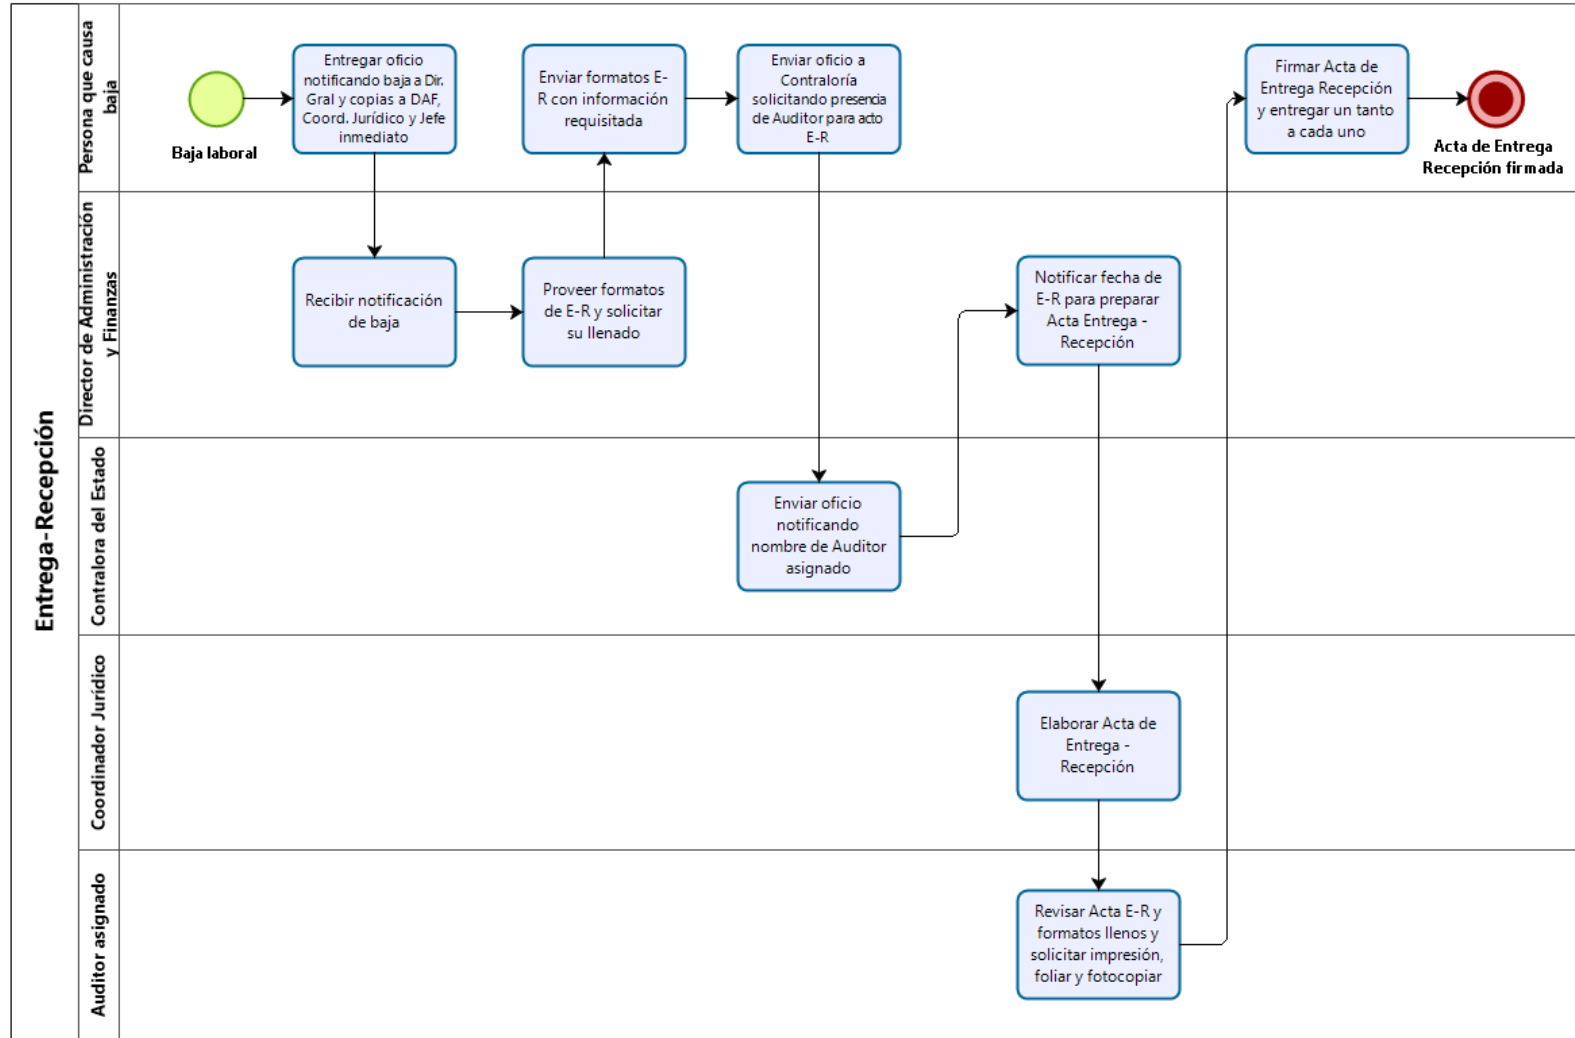 Entrega-Recepción
Persona que causa
baja
Baja laboral
Entregar oficio
notificando baja a Dir.
Gral y copias a DAF,
Coord. Jurídico y Jefe
inmediato
Enviar formatos E-
R con información
requisitada
Enviar oficio a
Contraloría
solicitando presencia
de Auditor para acto
E-R
Firmar Acta de
Entrega Recepción
y entregar un tanto
a cada uno
Acta de Entrega
Recepción firmada
Director de Administración
y Finanzas
Recibir notificación
de baja
Proveer formatos
de E-R y solicitar
su llenado
Notificar fecha de
E-R para preparar
Acta Entrega -
Recepción
Contralora del Estado
Enviar oficio
notificando
nombre de Auditor
asignado
Coordinador Jurídico
Elaborar Acta de
Entrega -
Recepción
Auditor asignado
Revisar Acta E-R y
formatos llenos y
solicitar impresión,
foliar y fotocopiar